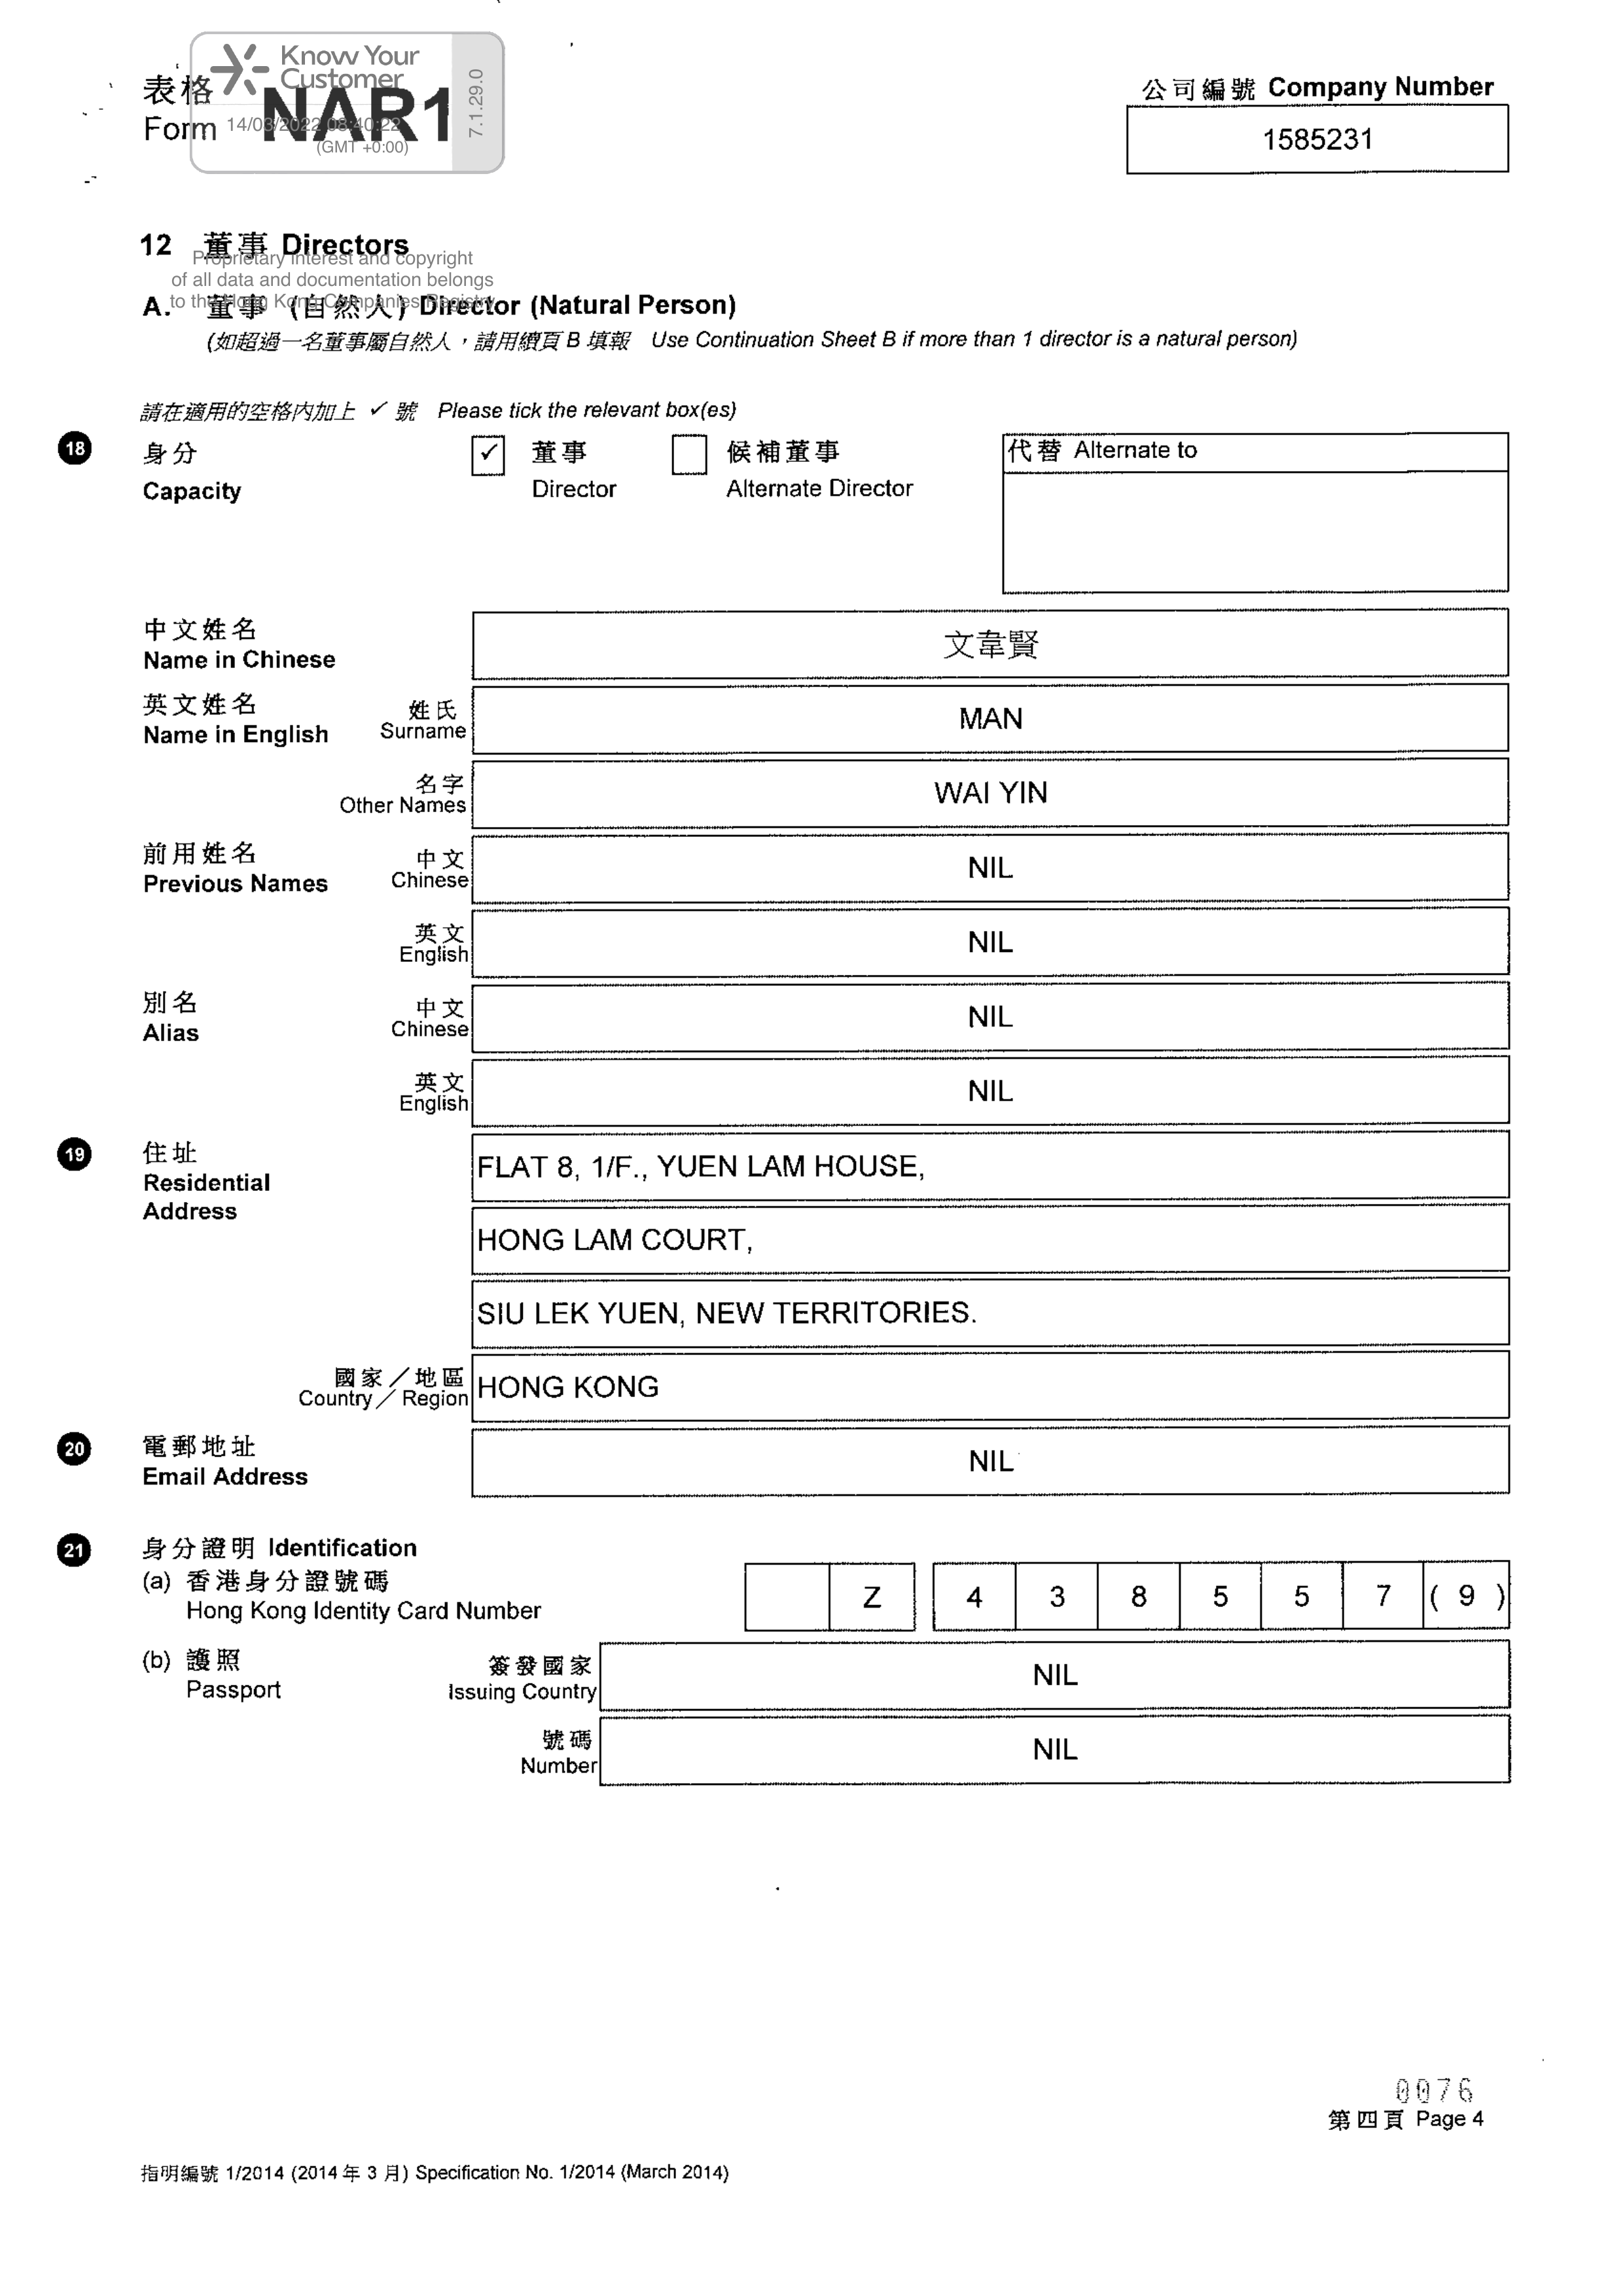 Know Your
Customer
14/03/2022 08:40:22
(GMT +0:00)
7.1.29.0
表格
Form NAR1
公司編號 Company Number
1585231
12 董事 Directors
Proprietary interest and copyright
of all data and documentation belongs
to the Hong Kong Companies Registry
A. 董事 (自然人) Director (Natural Person)
(如超過一名董事屬自然人，請用續頁 B 填報 Use Continuation Sheet B if more than 1 director is a natural person)
請在適用的空格內加上 ✓ 號 Please tick the relevant box(es)
18 身分
Capacity
✓ 董事
Director
候補董事
Alternate Director
代替 Alternate to
中文姓名
Name in Chinese
文韋賢
英文姓名
Name in English
姓氏
Surname
MAN
名字
Other Names
WAI YIN
前用姓名
Previous Names
中文
Chinese
NIL
英文
English
NIL
別名
Alias
中文
Chinese
NIL
英文
English
NIL
19 住址
Residential
Address
FLAT 8, 1/F., YUEN LAM HOUSE,
HONG LAM COURT,
SIU LEK YUEN, NEW TERRITORIES.
國家／地區
Country／Region
HONG KONG
20 電郵地址
Email Address
NIL
21 身分證明 Identification
(a) 香港身分證號碼
Hong Kong Identity Card Number
Z 4 3 8 5 5 7 ( 9 )
(b) 護照
Passport
簽發國家
Issuing Country
NIL
號碼
Number
NIL
0076
第四頁 Page 4
指明編號 1/2014 (2014 年 3 月) Specification No. 1/2014 (March 2014)